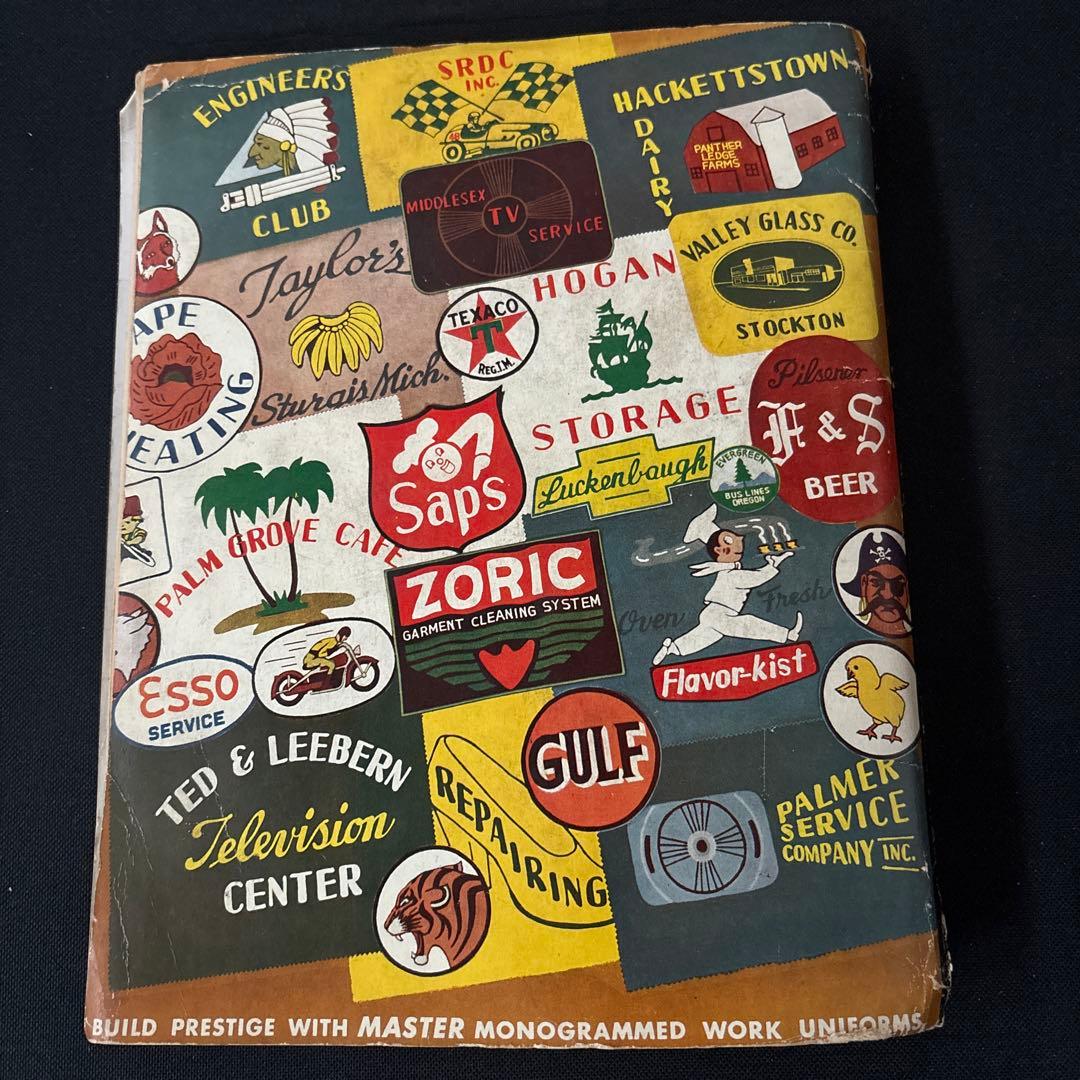 ENGINEERS
CLUB
SRDC
INC.
48
HACKETTSTOWN
DAIRY
PANTHER
LEDGE
FARMS
MIDDLESEX
TV
SERVICE
VALLEY GLASS CO.
STOCKTON
Taylor's
Sturgis Mich.
TEXACO
T
REG.T.M.
HOGAN
STORAGE
APE
HEATING
Pilsener
F & S
BEER
Saps
Luckenbaugh
EVERGREEN
BUS LINES
OREGON
PALM GROVE CAFE
ZORIC
GARMENT CLEANING SYSTEM
Oven Fresh
Flavor-kist
ESSO
SERVICE
GULF
TED & LEEBERN
Television
CENTER
REPAIRING
PALMER
SERVICE
COMPANY INC.
BUILD PRESTIGE WITH MASTER MONOGRAMMED WORK UNIFORMS